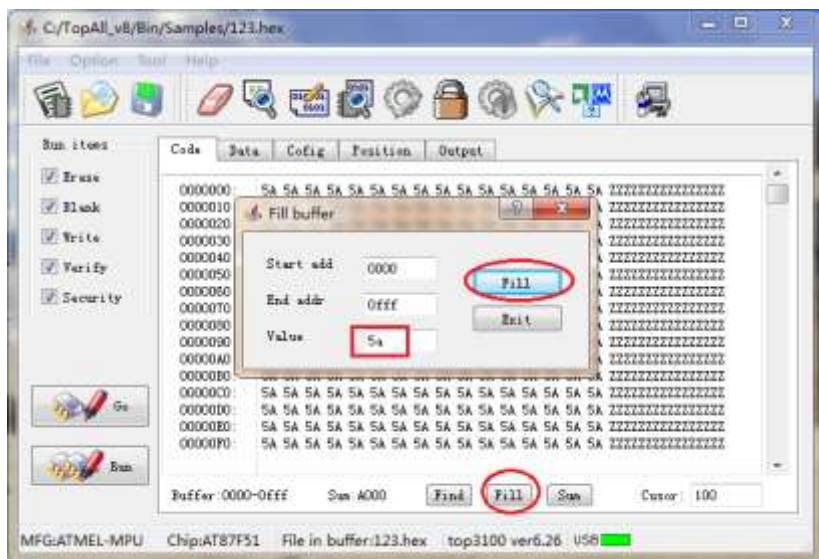 C:/TopAll_v8/Bin/Samples/123.hex
File Option Tool Help
Run items
Code Data Cofig Position Output
Erase
Blank
Write
Verify
Security
0000000: 5A 5A 5A 5A 5A 5A 5A 5A 5A 5A 5A 5A 5A 5A 5A 5A ZZZZZZZZZZZZZZZZ
0000010
0000020
0000030
0000040
0000050
0000060
0000070
0000080
0000090
00000A0
00000B0:
00000C0: 5A 5A 5A 5A 5A 5A 5A 5A 5A 5A 5A 5A 5A 5A 5A 5A ZZZZZZZZZZZZZZZZ
00000D0: 5A 5A 5A 5A 5A 5A 5A 5A 5A 5A 5A 5A 5A 5A 5A 5A ZZZZZZZZZZZZZZZZ
00000E0: 5A 5A 5A 5A 5A 5A 5A 5A 5A 5A 5A 5A 5A 5A 5A 5A ZZZZZZZZZZZZZZZZ
00000F0: 5A 5A 5A 5A 5A 5A 5A 5A 5A 5A 5A 5A 5A 5A 5A 5A ZZZZZZZZZZZZZZZZ
Fill buffer
Start add 0000
Fill
End addr 0fff
Exit
Value 5a
Go
Run
Buffer:0000-0fff Sum A000 Find Fill Sum Cusor: 100
MFG:ATMEL-MPU Chip:AT87F51 File in buffer:123.hex top3100 ver6.26 USB